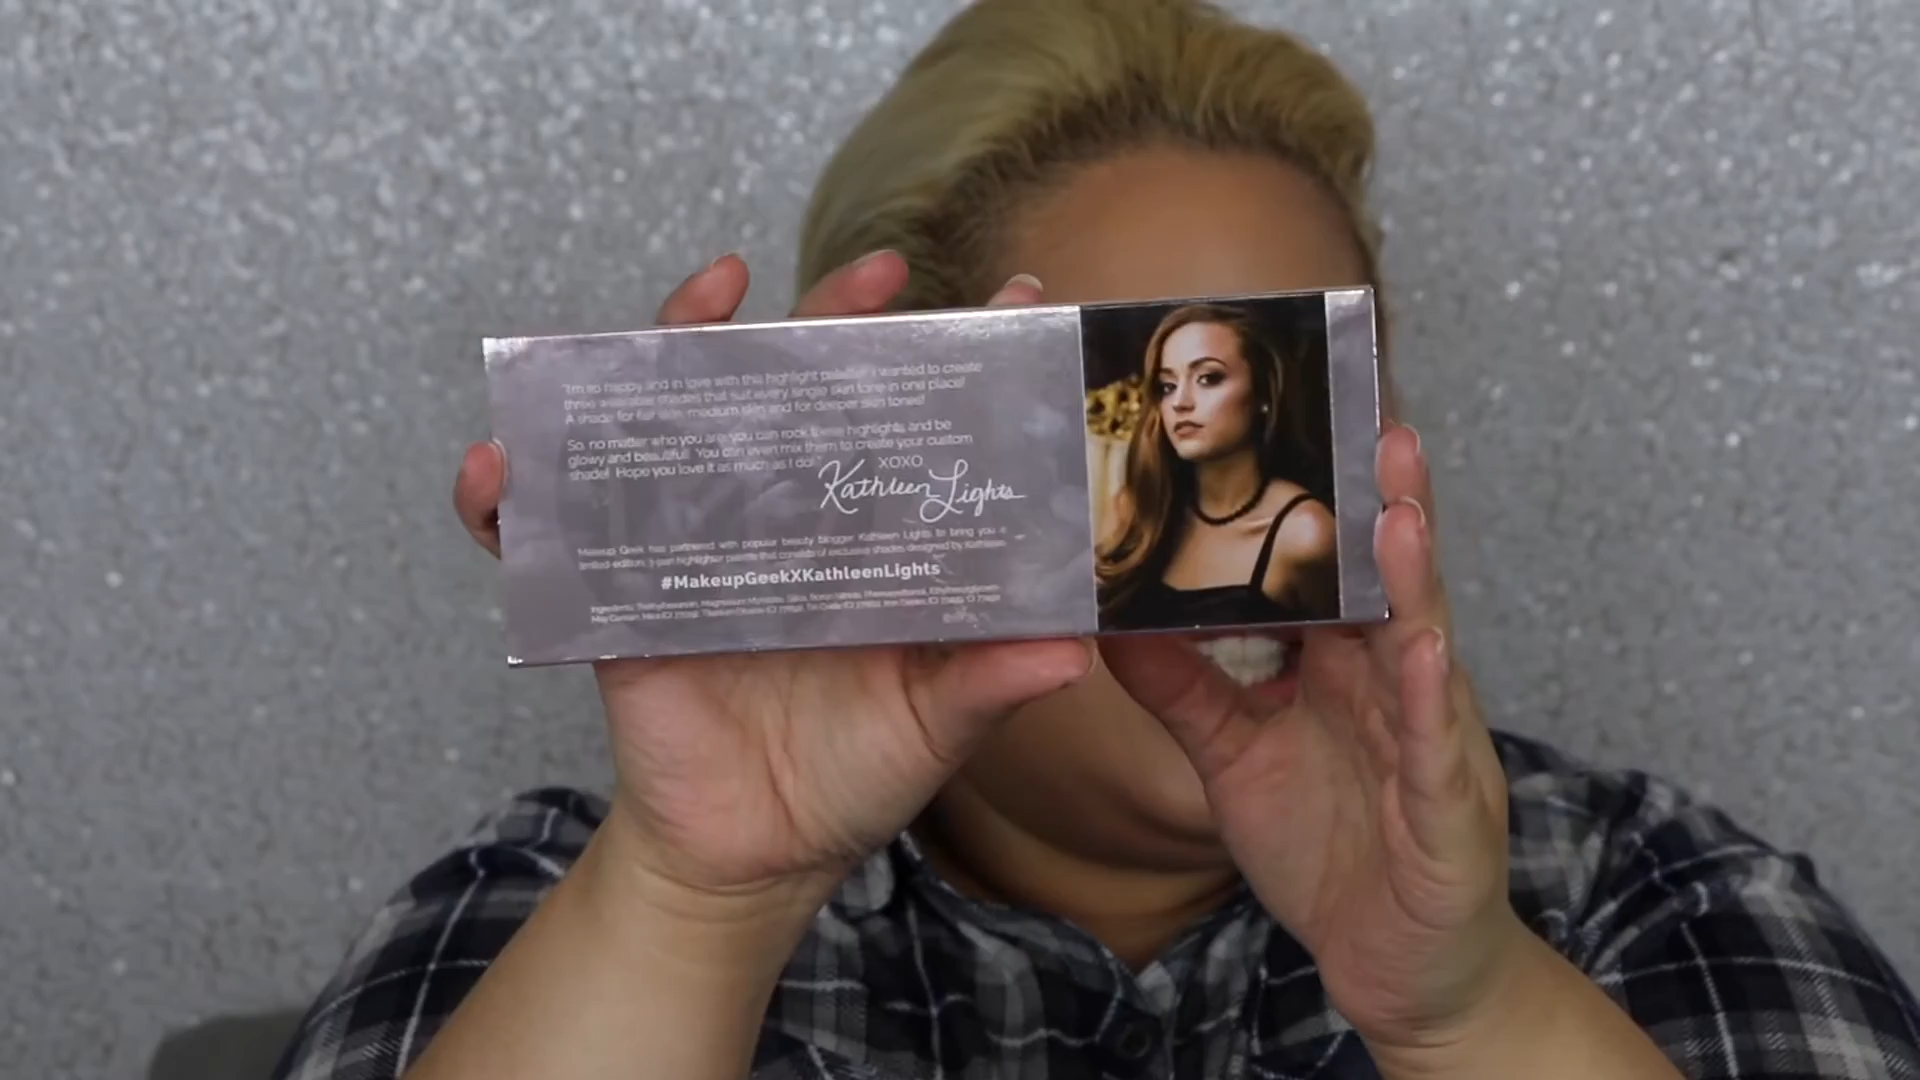 "I'm so happy and in love with this highlight palette! I wanted to create
three wearable shades that suit every single skin tone in one place!
A shade for fair skin, medium skin and for deeper skin tones!
So, no matter who you are you can rock these highlights and be
glowy and beautiful! You can even mix them to create your custom
shade! Hope you love it as much as I do!"
XOXO
Kathleen Lights
Makeup Geek has partnered with popular beauty blogger Kathleen Lights to bring you a
limited-edition, 3-pan highlighter palette that consists of exclusive shades designed by Kathleen
#MakeupGeekXKathleenLights
Ingredients:
May Contain: Mica